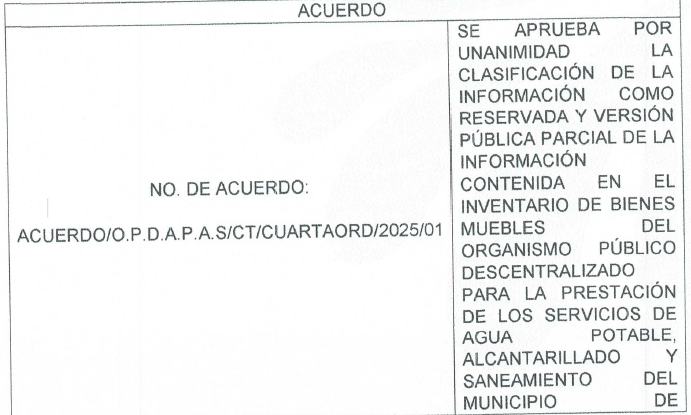 ACUERDO
NO. DE ACUERDO:
ACUERDO/O.P.D.A.P.A.S/CT/CUARTAORD/2025/01
SE APRUEBA POR
UNANIMIDAD LA
CLASIFICACIÓN DE LA
INFORMACIÓN COMO
RESERVADA Y VERSIÓN
PÚBLICA PARCIAL DE LA
INFORMACIÓN
CONTENIDA EN EL
INVENTARIO DE BIENES
MUEBLES DEL
ORGANISMO PÚBLICO
DESCENTRALIZADO
PARA LA PRESTACIÓN
DE LOS SERVICIOS DE
AGUA POTABLE,
ALCANTARILLADO Y
SANEAMIENTO DEL
MUNICIPIO DE